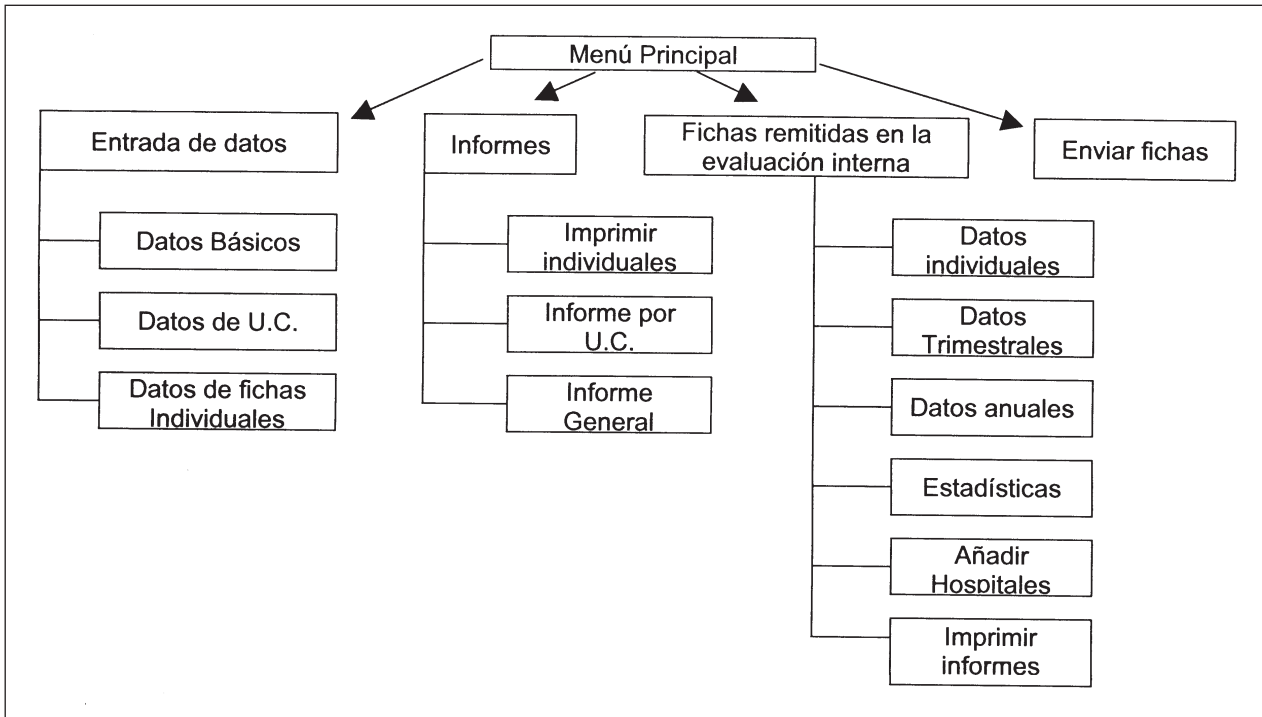 Menú Principal
Entrada de datos
Datos Básicos
Datos de U.C.
Datos de fichas
Individuales
Informes
Imprimir
individuales
Informe por
U.C.
Informe
General
Fichas remitidas en la
evaluación interna
Datos
individuales
Datos
Trimestrales
Datos anuales
Estadísticas
Añadir
Hospitales
Imprimir
informes
Enviar fichas